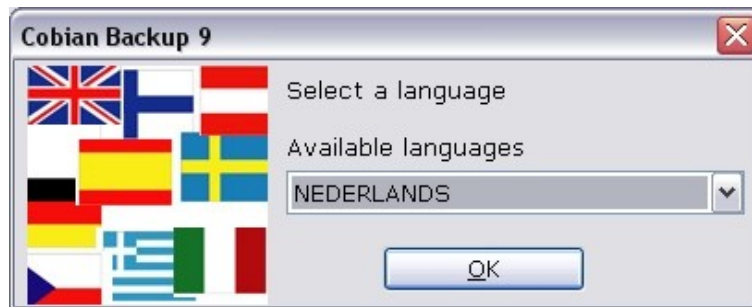 Cobian Backup 9
Select a language
Available languages
NEDERLANDS
OK